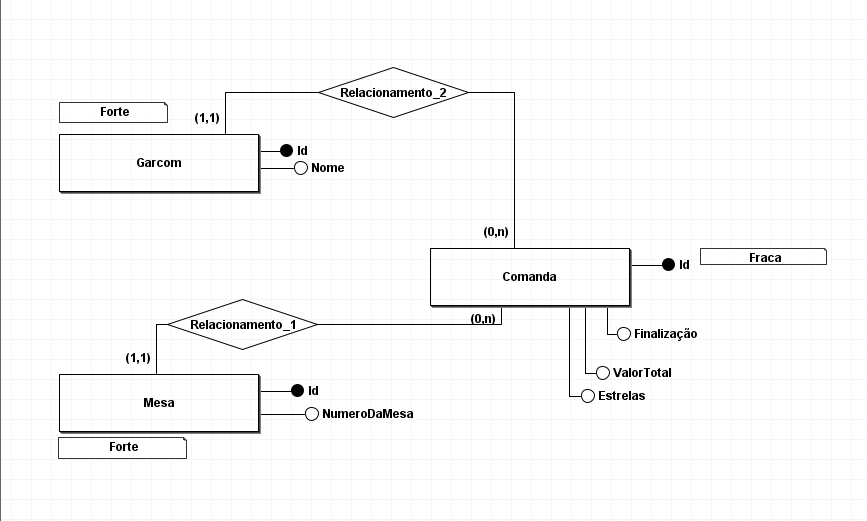 Relacionamento_2
Forte
(1,1)
Garcom
Id
Nome
(0,n)
Comanda
Id
Fraca
Relacionamento_1
(0,n)
Finalização
(1,1)
ValorTotal
Estrelas
Mesa
Id
NumeroDaMesa
Forte